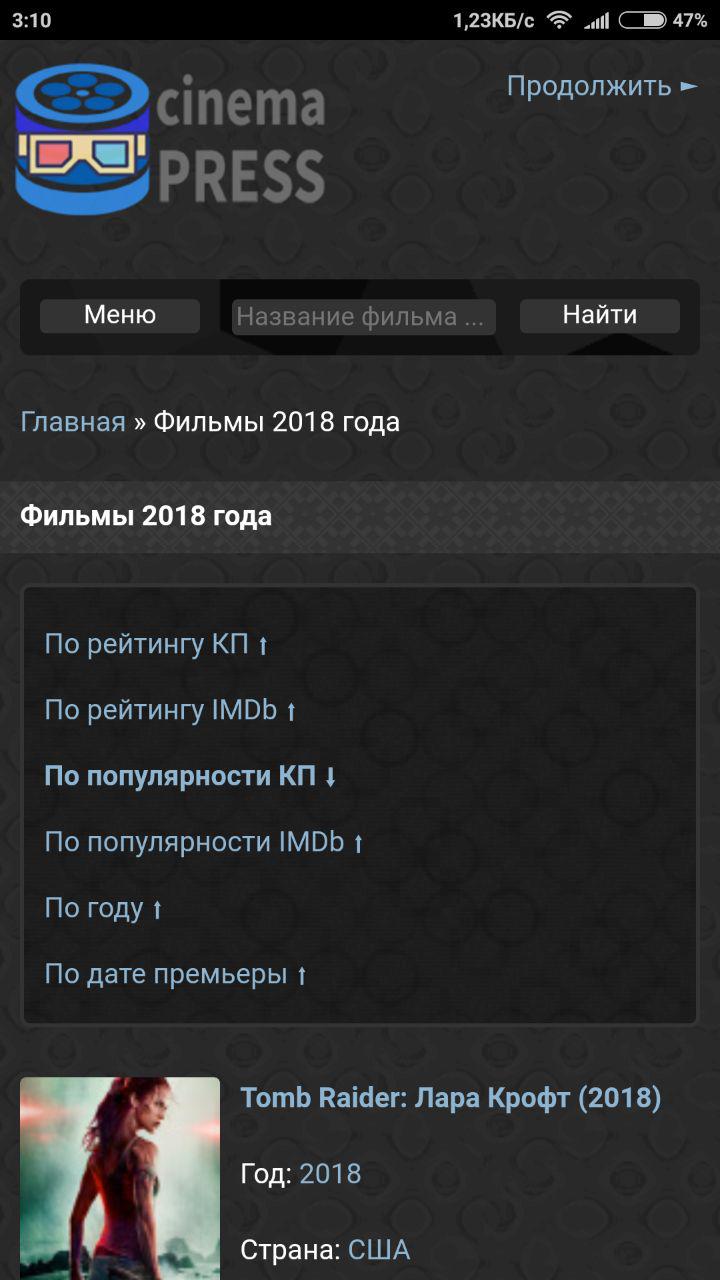 3:10 1,23КБ/с 47%
cinema
PRESS
Продолжить ►
Меню Название фильма ... Найти
Главная » Фильмы 2018 года
Фильмы 2018 года
По рейтингу КП ↑
По рейтингу IMDb ↑
По популярности КП ↓
По популярности IMDb ↑
По году ↑
По дате премьеры ↑
Tomb Raider: Лара Крофт (2018)
Год: 2018
Страна: США